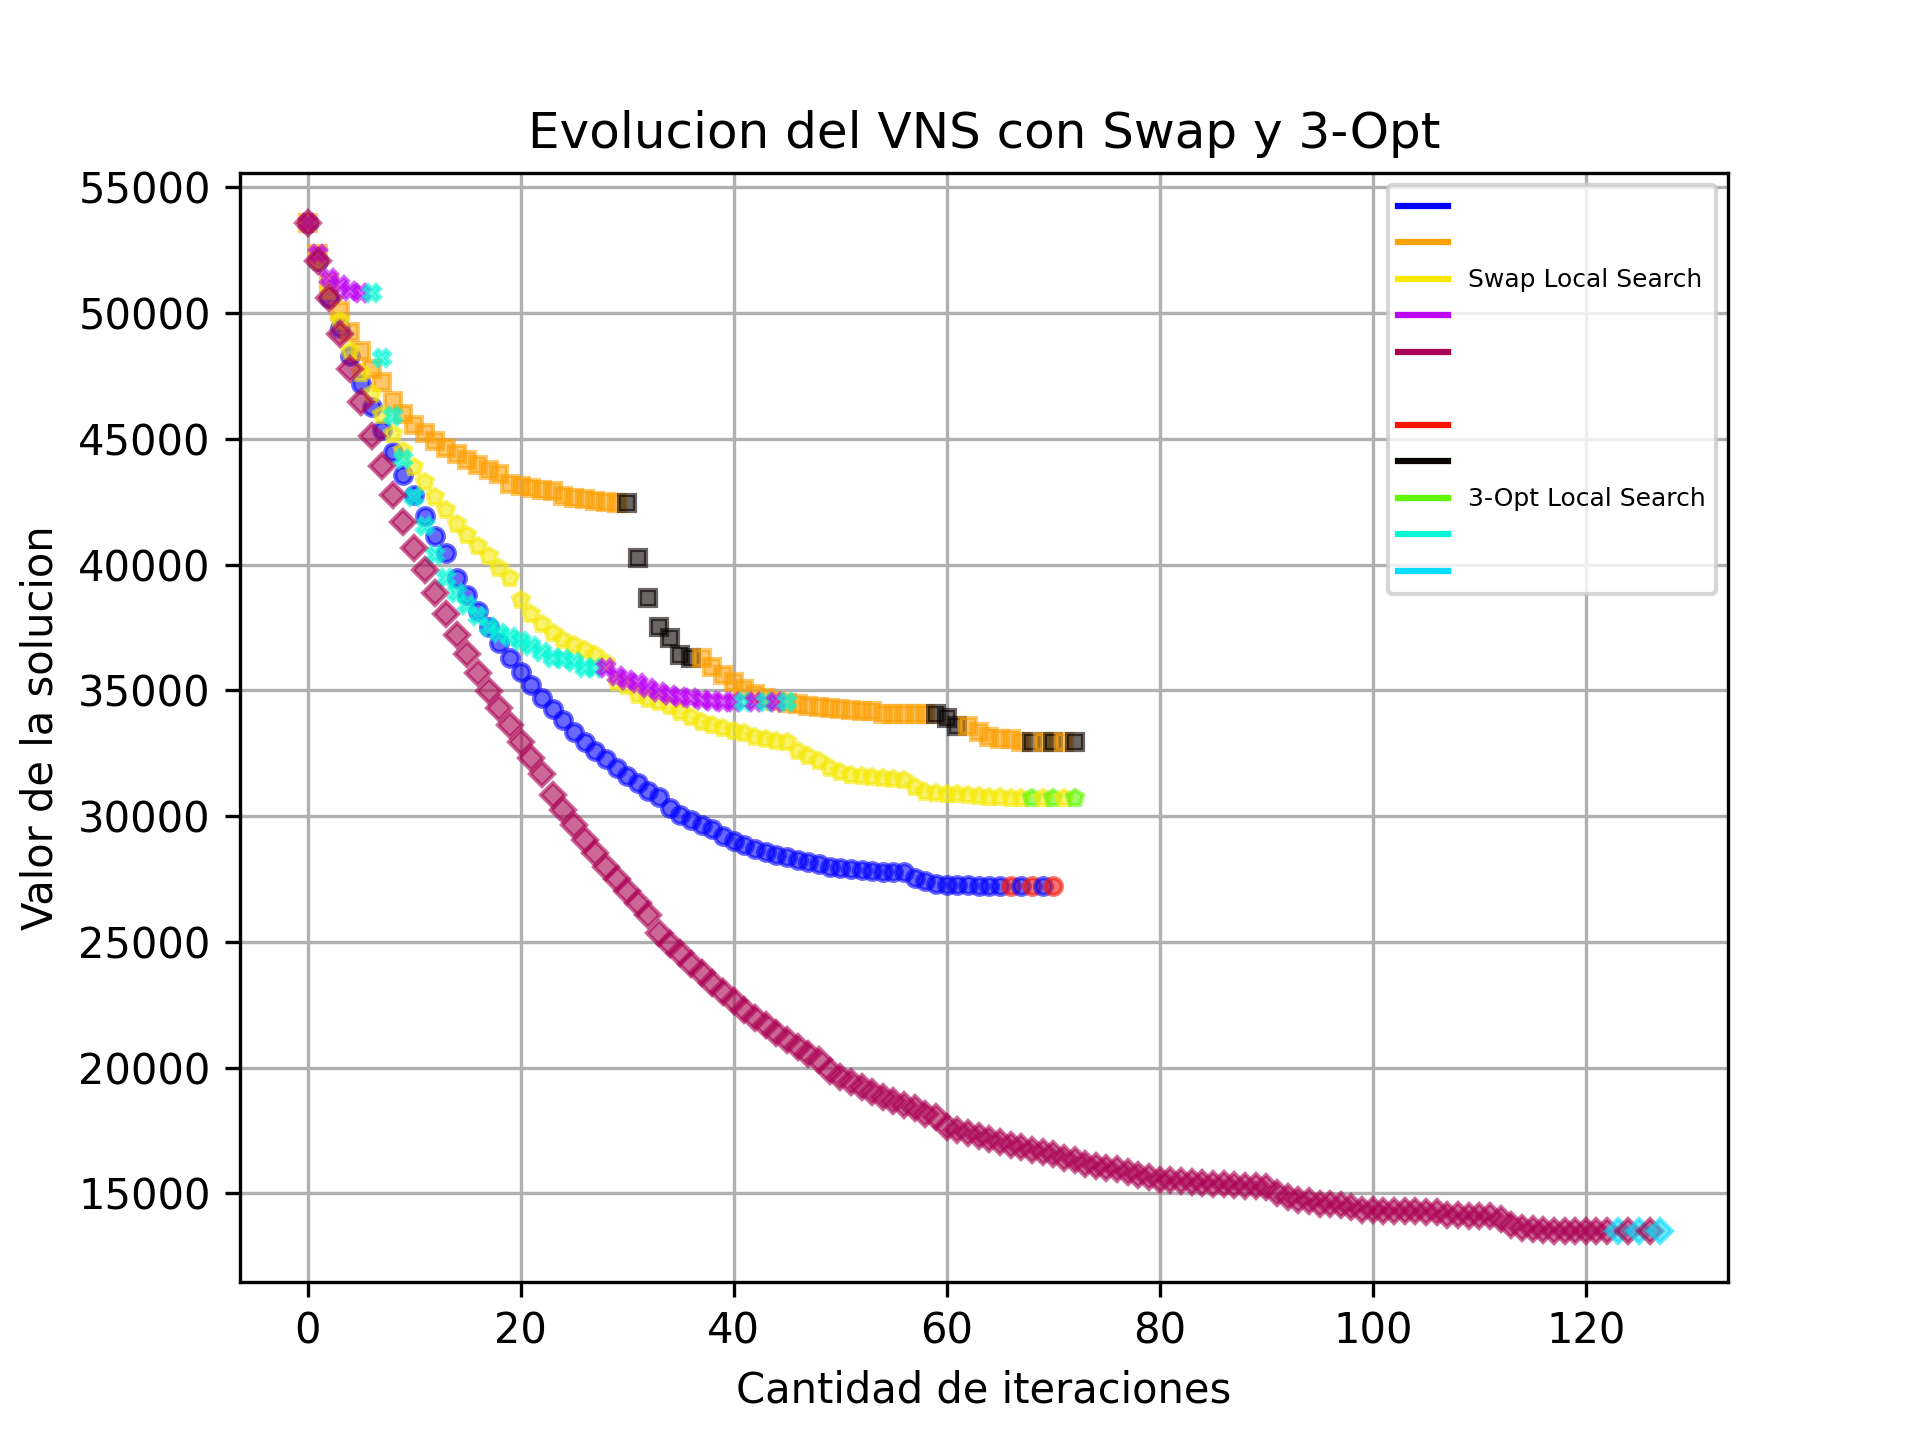 Evolucion del VNS con Swap y 3-Opt
55000
50000
45000
40000
35000
30000
25000
20000
15000
Valor de la solucion
Swap Local Search
3-Opt Local Search
0 20 40 60 80 100 120
Cantidad de iteraciones